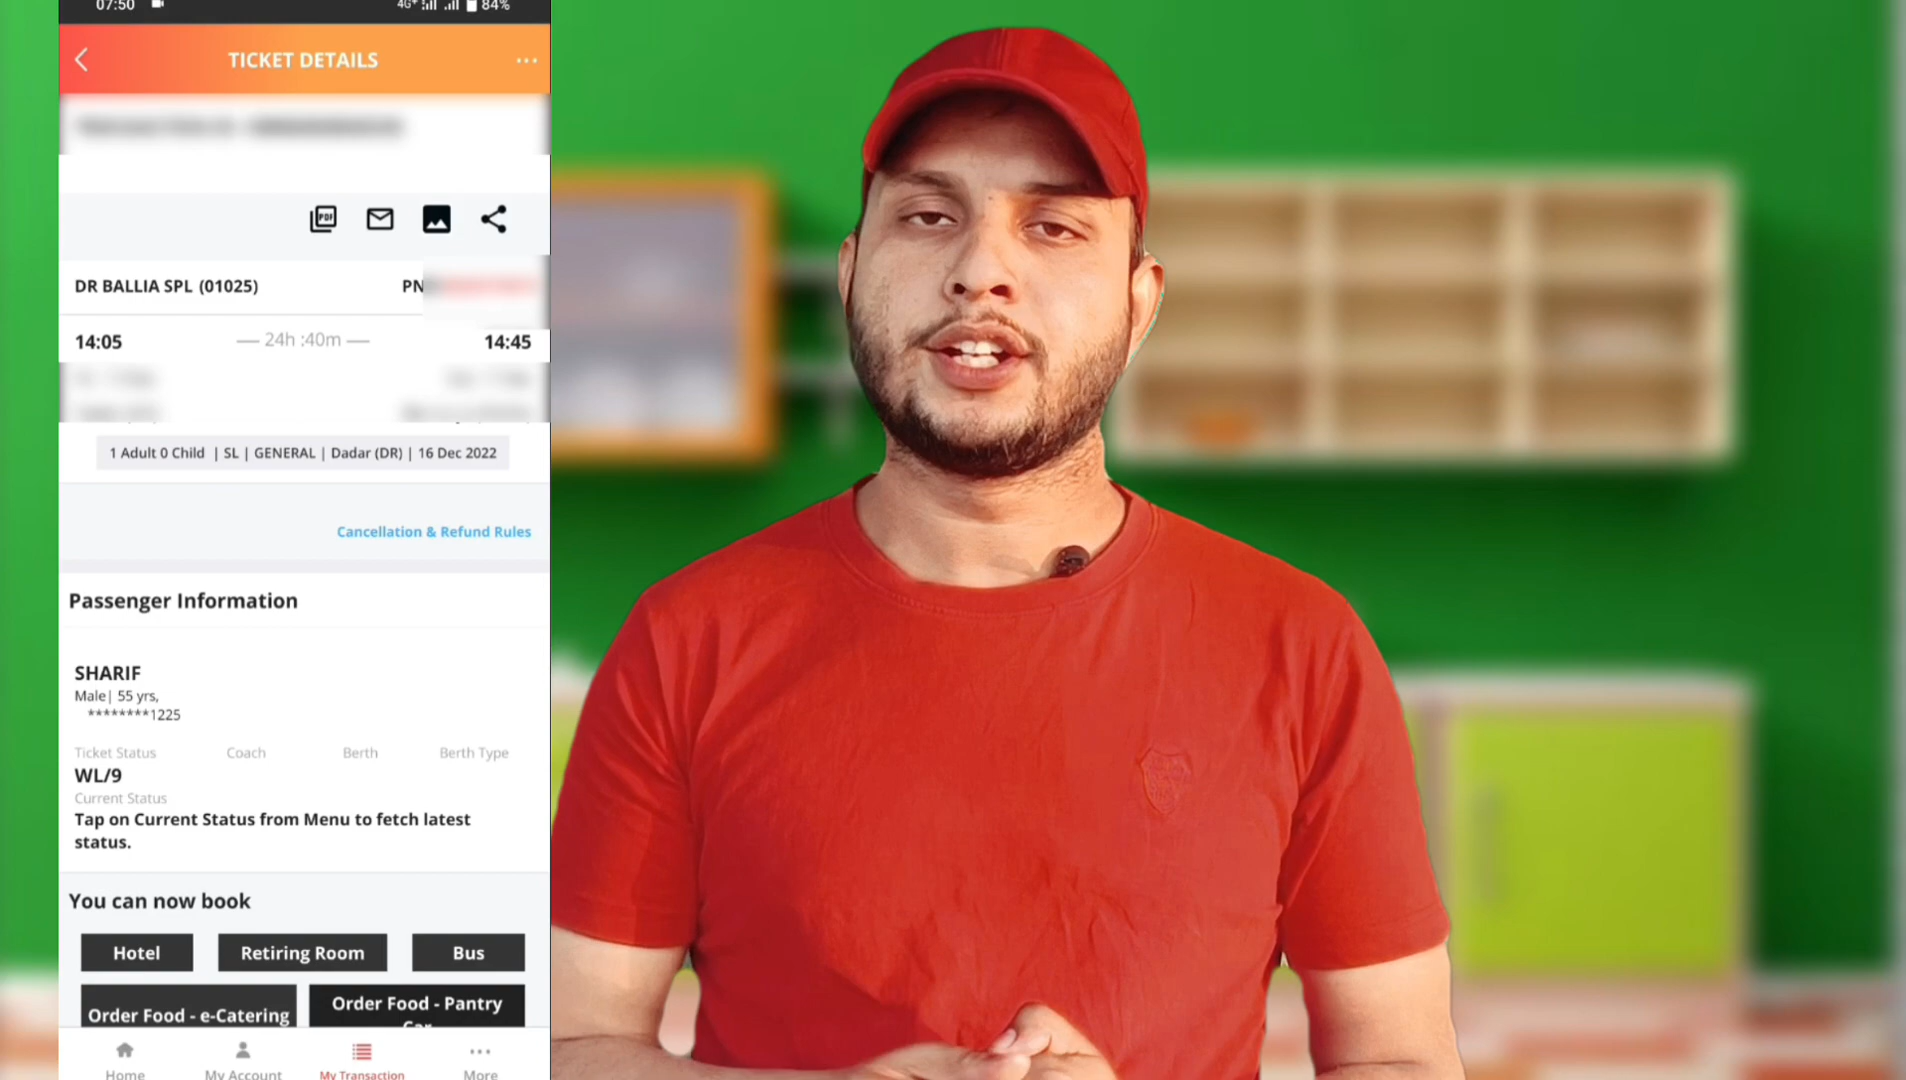 07:50 4G+ 84%
TICKET DETAILS
PDF
DR BALLIA SPL (01025) PN
14:05 24h :40m 14:45
1 Adult 0 Child | SL | GENERAL | Dadar (DR) | 16 Dec 2022
Cancellation & Refund Rules
Passenger Information
SHARIF
Male| 55 yrs,
********1225
Ticket Status Coach Berth Berth Type
WL/9
Current Status
Tap on Current Status from Menu to fetch latest
status.
You can now book
Hotel Retiring Room Bus
Order Food - e-Catering Order Food - Pantry
Car
Home My Account My Transaction More